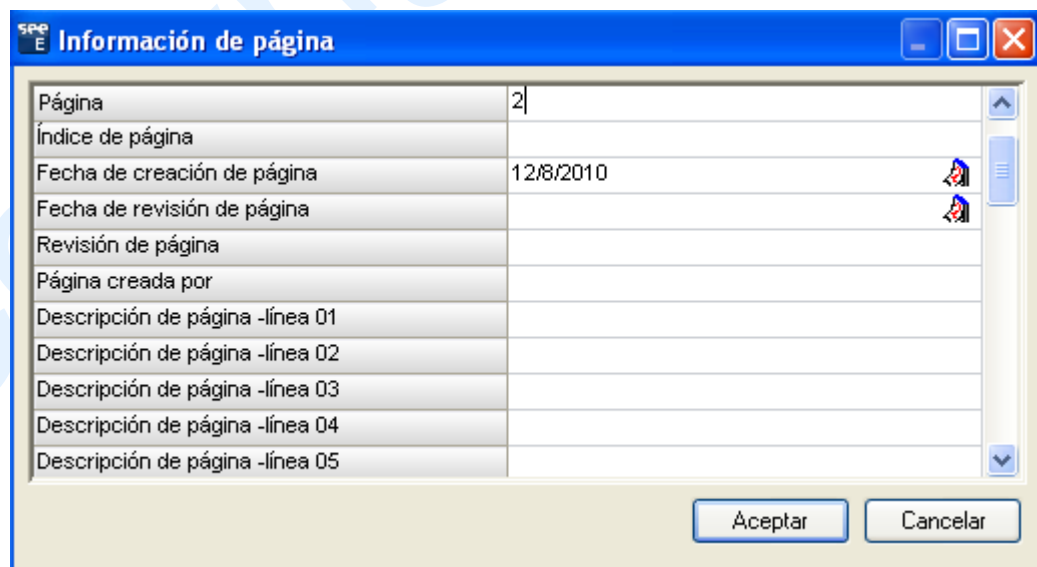 see E Información de página
Página 2
Índice de página
Fecha de creación de página 12/8/2010
Fecha de revisión de página
Revisión de página
Página creada por
Descripción de página -línea 01
Descripción de página -línea 02
Descripción de página -línea 03
Descripción de página -línea 04
Descripción de página -línea 05
Aceptar Cancelar